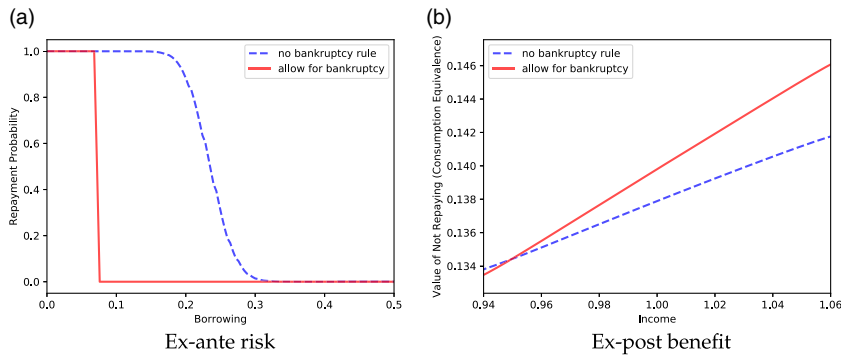 (a)
no bankruptcy rule
allow for bankruptcy
Repayment Probability
1.0
0.8
0.6
0.4
0.2
0.0
0.0 0.1 0.2 0.3 0.4 0.5
Borrowing
Ex-ante risk
(b)
no bankruptcy rule
allow for bankruptcy
Value of Not Repaying (Consumption Equivalence)
0.146
0.144
0.142
0.140
0.138
0.136
0.134
0.94 0.96 0.98 1.00 1.02 1.04 1.06
Income
Ex-post benefit